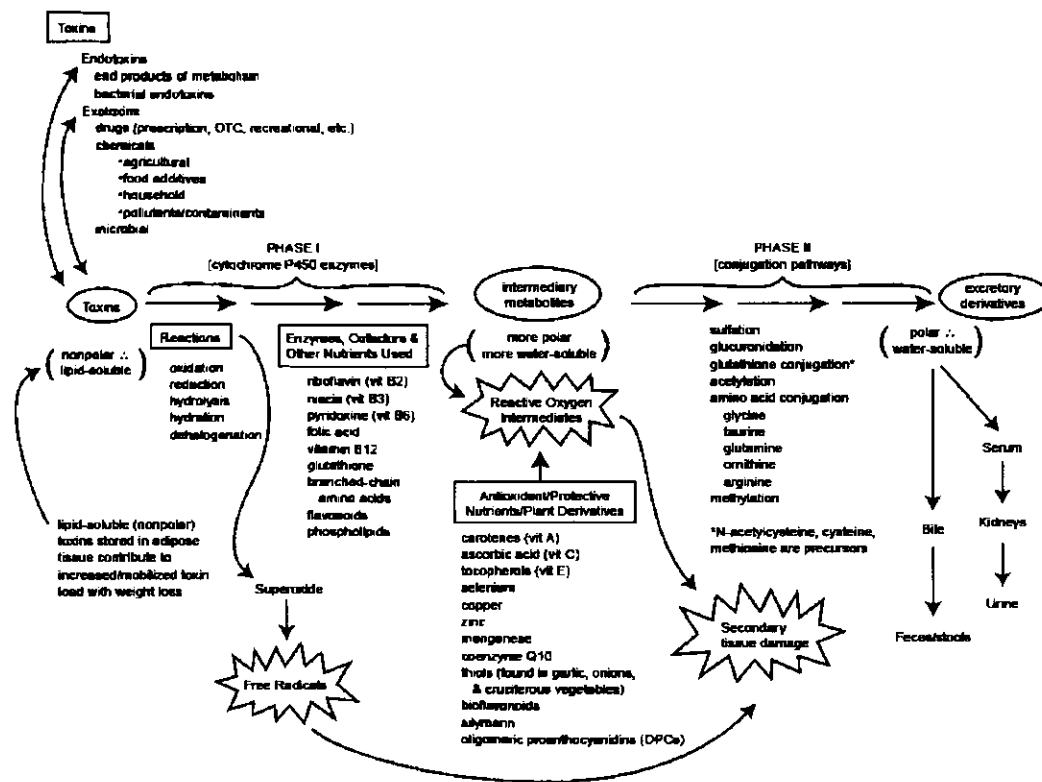 Toxins
Endotoxins
end products of metabolism
bacterial endotoxins
Exotoxins
drugs (prescription, OTC, recreational, etc.)
chemicals
•agricultural
•food additives
•household
•pollutants/contaminants
microbial
PHASE I
[cytochrome P450 enzymes]
PHASE II
[conjugation pathways]
Toxins
intermediary
metabolites
excretory
derivatives
(nonpolar ∴
lipid-soluble)
Reactions
oxidation
reduction
hydrolysis
hydration
dehalogenation
Enzymes, Cofactors &
Other Nutrients Used
riboflavin (vit B2)
niacin (vit B3)
pyridoxine (vit B6)
folic acid
vitamin B12
glutathione
branched-chain
amino acids
flavonoids
phospholipids
(more polar
more water-soluble)
Reactive Oxygen
Intermediates
Antioxidant/Protective
Nutrients/Plant Derivatives
carotenes (vit A)
ascorbic acid (vit C)
tocopherols (vit E)
selenium
copper
zinc
manganese
coenzyme Q10
thiols (found in garlic, onions,
& cruciferous vegetables)
bioflavonoids
silymarin
oligomeric proanthocyanidins (OPCs)
sulfation
glucuronidation
glutathione conjugation*
acetylation
amino acid conjugation
glycine
taurine
glutamine
ornithine
arginine
methylation
*N-acetylcysteine, cysteine,
methionine are precursors
(polar ∴
water-soluble)
Serum
Kidneys
Urine
Bile
Feces/stools
lipid-soluble (nonpolar)
toxins stored in adipose
tissue contribute to
increased/mobilized toxin
load with weight loss
Superoxide
Free Radicals
Secondary
tissue damage